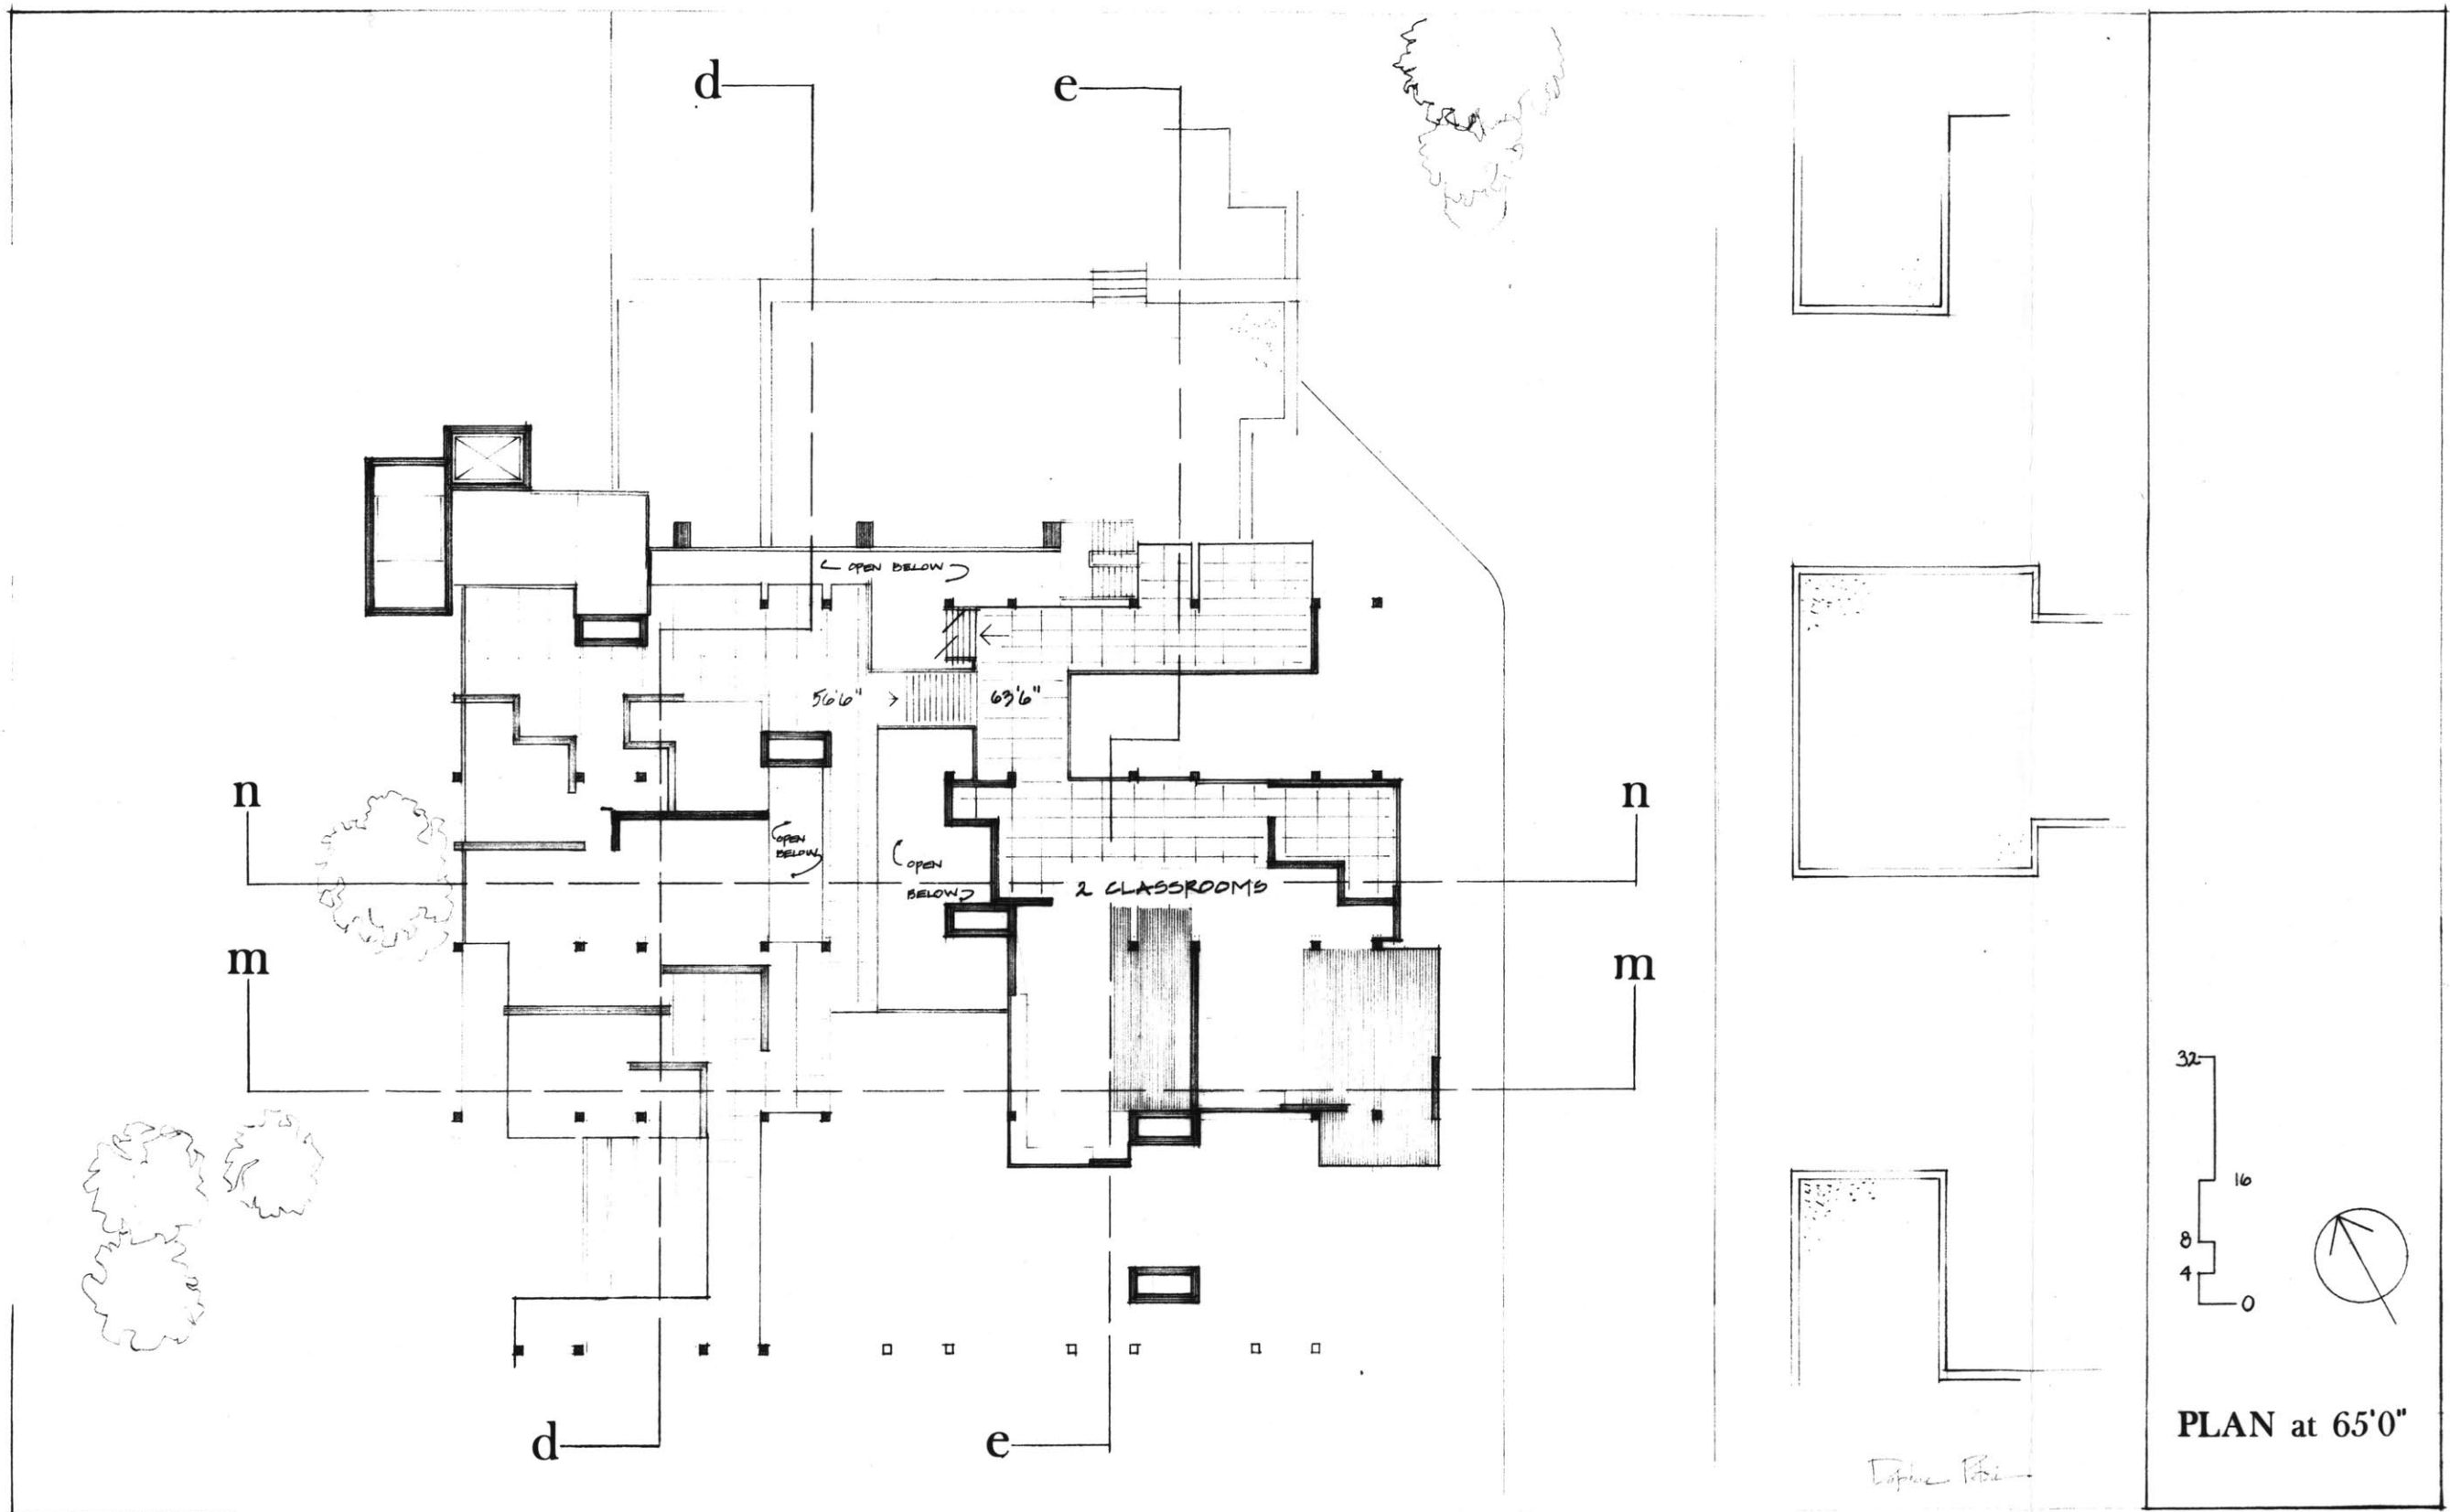 d
e
OPEN BELOW
56'6"
63'6"
n
n
OPEN
BELOW
OPEN
BELOW
2 CLASSROOMS
m
m
32
16
8
4
0
d
e
PLAN at 65'0"